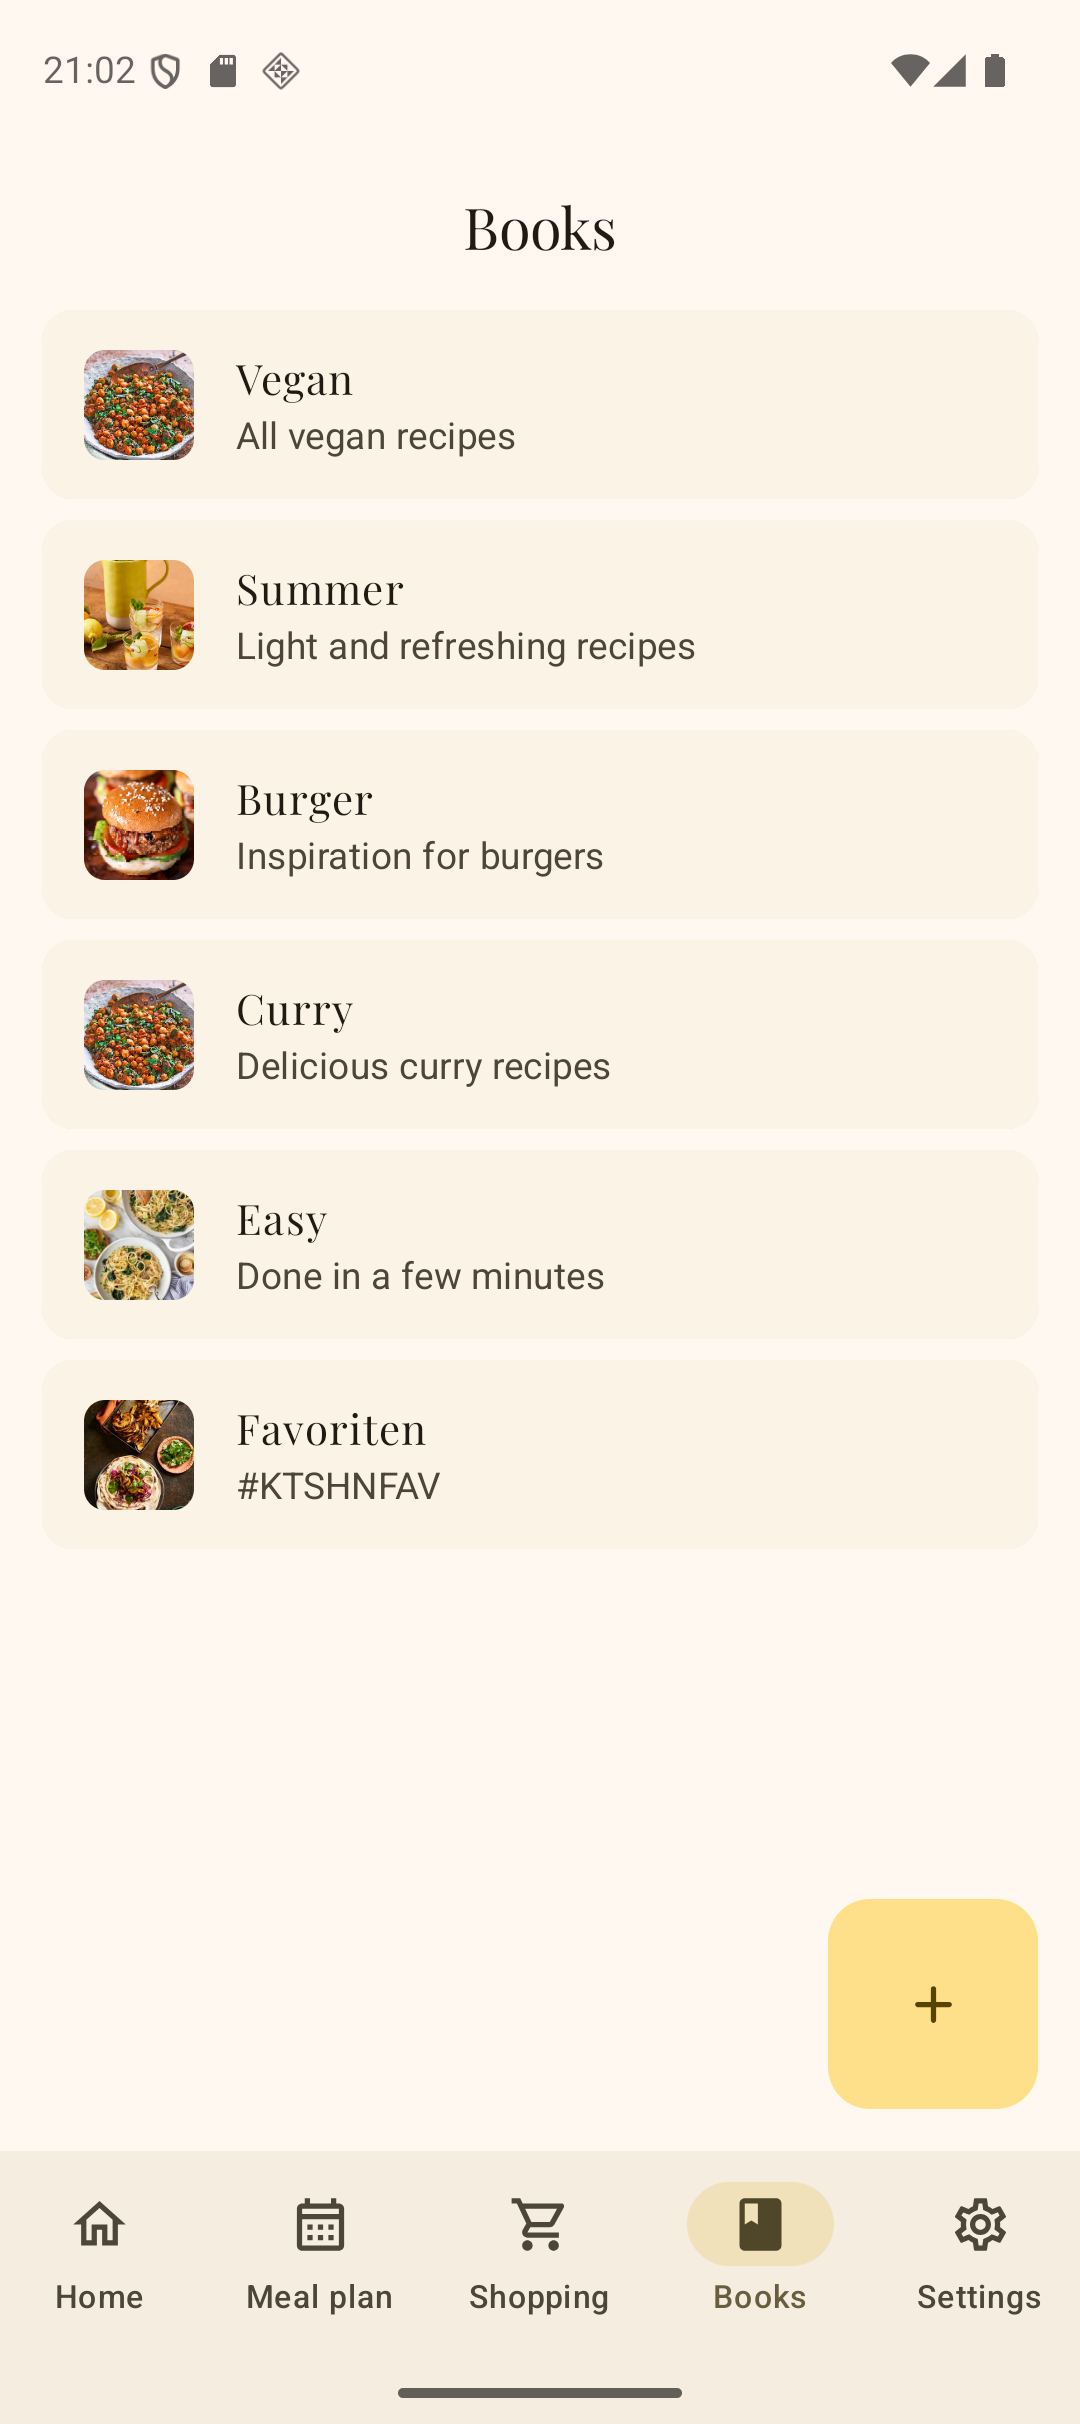 21:02
Books
Vegan
All vegan recipes
Summer
Light and refreshing recipes
Burger
Inspiration for burgers
Curry
Delicious curry recipes
Easy
Done in a few minutes
Favoriten
#KTSHNFAV
Home
Meal plan
Shopping
Books
Settings